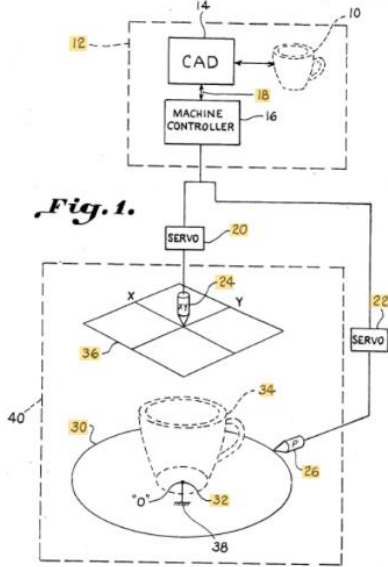 14
10
12
CAD
18
MACHINE
CONTROLLER
16
Fig. 1.
SERVO
20
24
X
XY
Y
22
SERVO
36
40
34
30
P
26
"O"
32
38